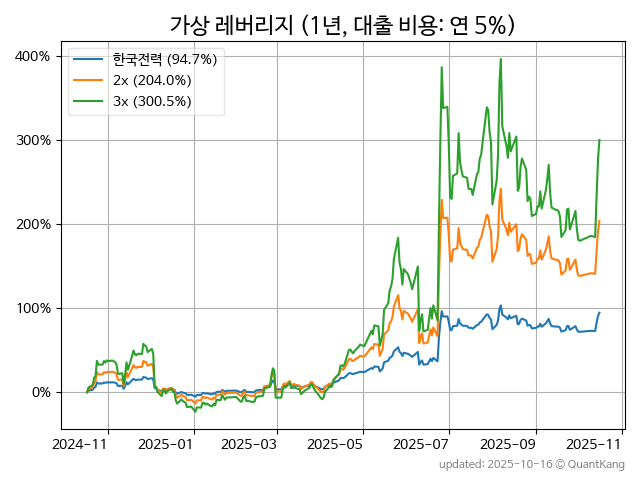 가상 레버리지 (1년, 대출 비용: 연 5%)
한국전력 (94.7%)
2x (204.0%)
3x (300.5%)
400%
300%
200%
100%
0%
2024-11 2025-01 2025-03 2025-05 2025-07 2025-09 2025-11
updated: 2025-10-16 © QuantKang